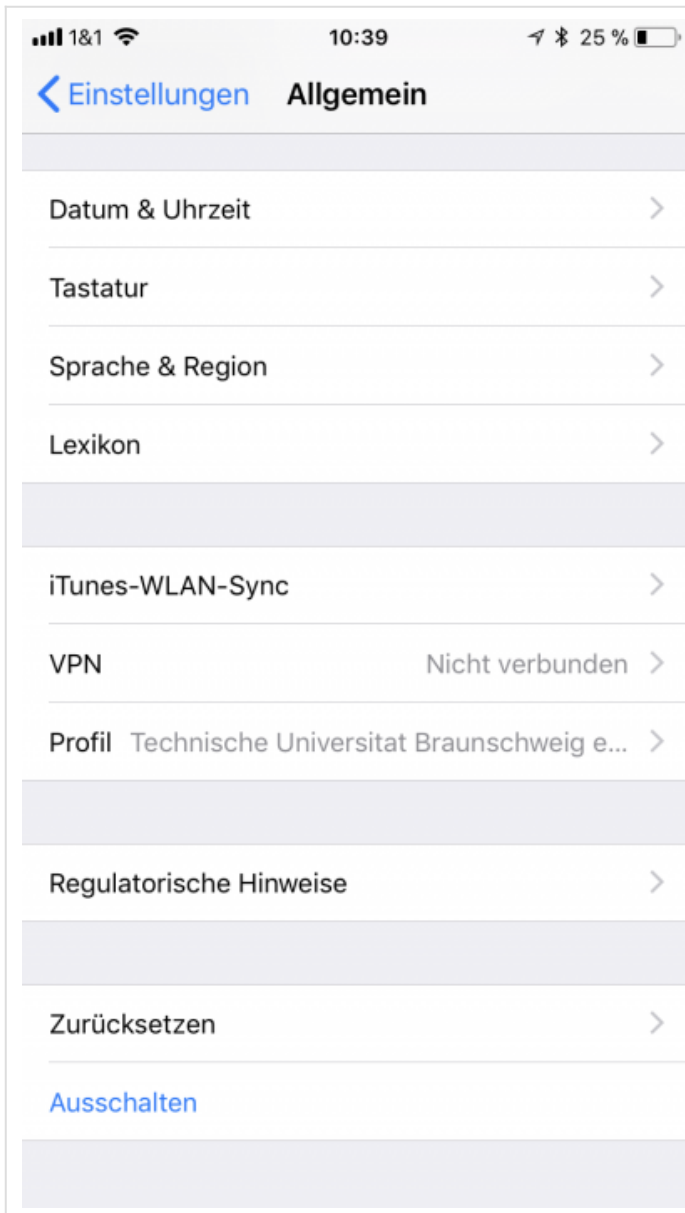 1&1 10:39 25 %
Einstellungen Allgemein
Datum & Uhrzeit
Tastatur
Sprache & Region
Lexikon
iTunes-WLAN-Sync
VPN Nicht verbunden
Profil Technische Universitat Braunschweig e...
Regulatorische Hinweise
Zurücksetzen
Ausschalten